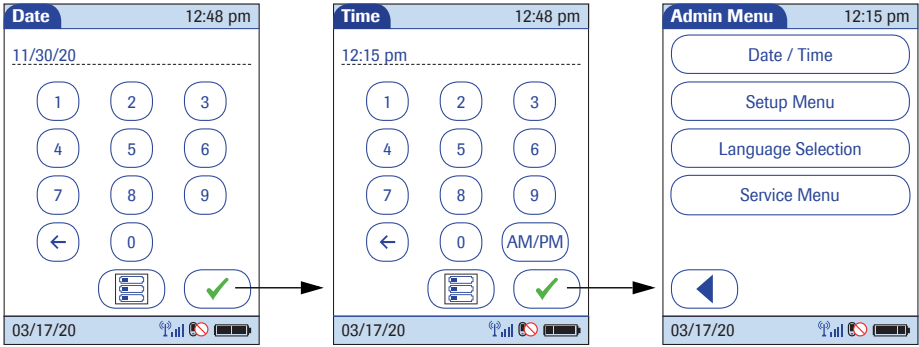 Date 12:48 pm
11/30/20
1 2 3
4 5 6
7 8 9
0
03/17/20
Time 12:48 pm
12:15 pm
1 2 3
4 5 6
7 8 9
0 AM/PM
03/17/20
Admin Menu 12:15 pm
Date / Time
Setup Menu
Language Selection
Service Menu
03/17/20